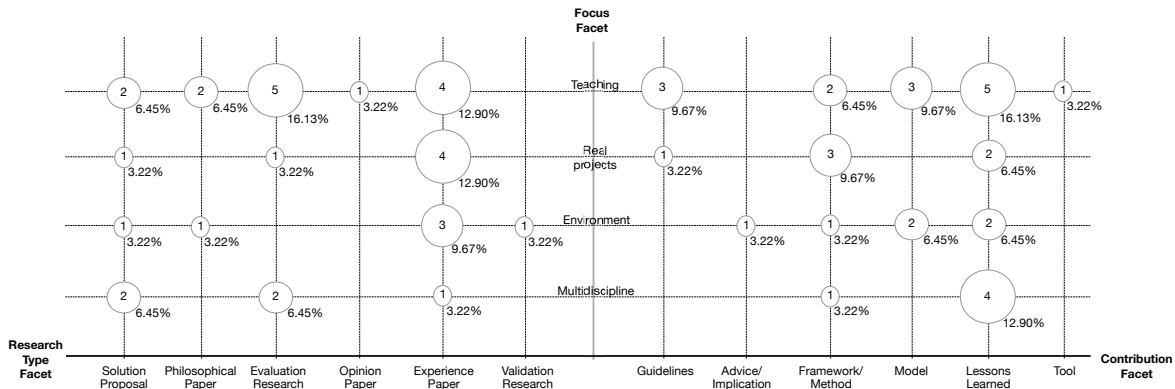 Focus
Facet
Teaching
2 2 5 1 4 3 2 3 5 1
6.45% 6.45% 16.13% 3.22% 12.90% 9.67% 6.45% 9.67% 16.13% 3.22%
Real
projects
1 1 4 1 3 2
3.22% 3.22% 12.90% 3.22% 9.67% 6.45%
Environment
1 1 3 1 1 1 2 2
3.22% 3.22% 9.67% 3.22% 3.22% 3.22% 6.45% 6.45%
Multidiscipline
2 2 1 1 4
6.45% 6.45% 3.22% 3.22% 12.90%
Research
Type
Facet
Solution
Proposal
Philosophical
Paper
Evaluation
Research
Opinion
Paper
Experience
Paper
Validation
Research
Guidelines
Advice/
Implication
Framework/
Method
Model
Lessons
Learned
Tool
Contribution
Facet